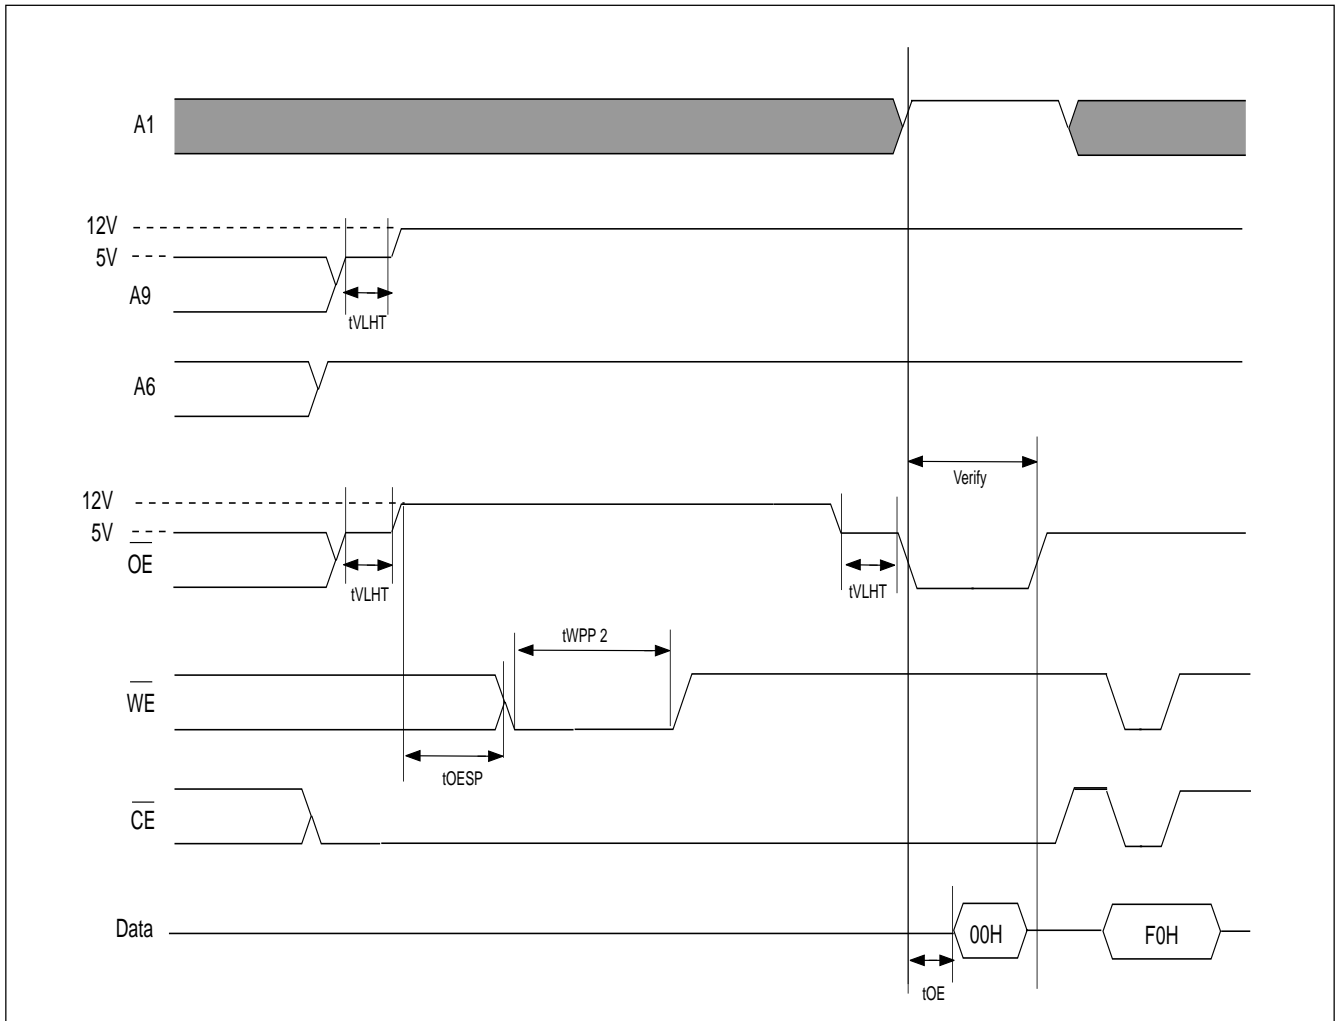 A1
12V
5V
A9
tVLHT
A6
Verify
12V
5V
OE
tVLHT
tVLHT
tWPP 2
WE
tOESP
CE
Data
00H
F0H
tOE